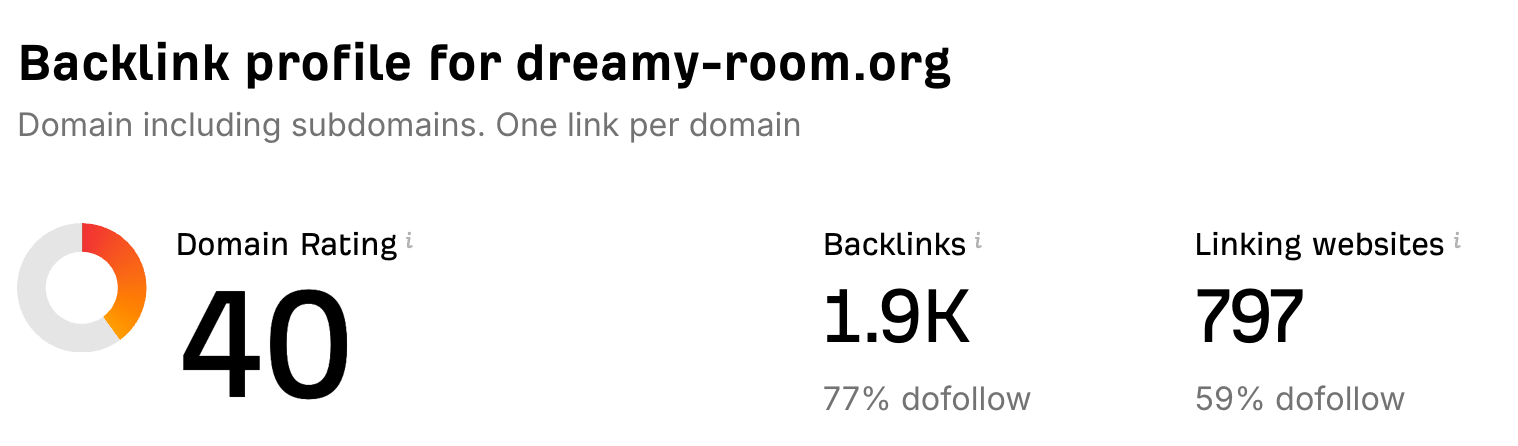 Backlink profile for dreamy-room.org
Domain including subdomains. One link per domain
Domain Rating i
40
Backlinks i
1.9K
77% dofollow
Linking websites i
797
59% dofollow